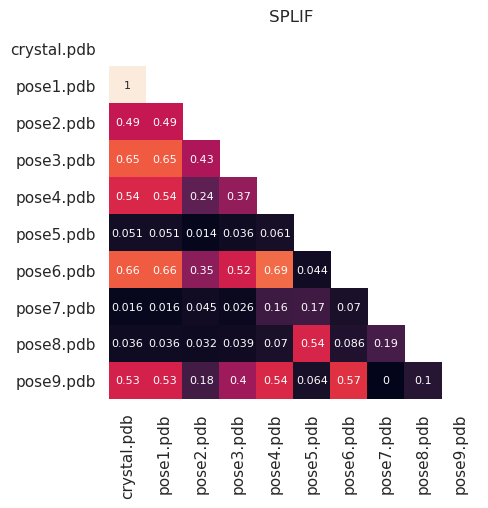 SPLIF
crystal.pdb
pose1.pdb 1
pose2.pdb 0.49 0.49
pose3.pdb 0.65 0.65 0.43
pose4.pdb 0.54 0.54 0.24 0.37
pose5.pdb 0.051 0.051 0.014 0.036 0.061
pose6.pdb 0.66 0.66 0.35 0.52 0.69 0.044
pose7.pdb 0.016 0.016 0.045 0.026 0.16 0.17 0.07
pose8.pdb 0.036 0.036 0.032 0.039 0.07 0.54 0.086 0.19
pose9.pdb 0.53 0.53 0.18 0.4 0.54 0.064 0.57 0 0.1
crystal.pdb pose1.pdb pose2.pdb pose3.pdb pose4.pdb pose5.pdb pose6.pdb pose7.pdb pose8.pdb pose9.pdb